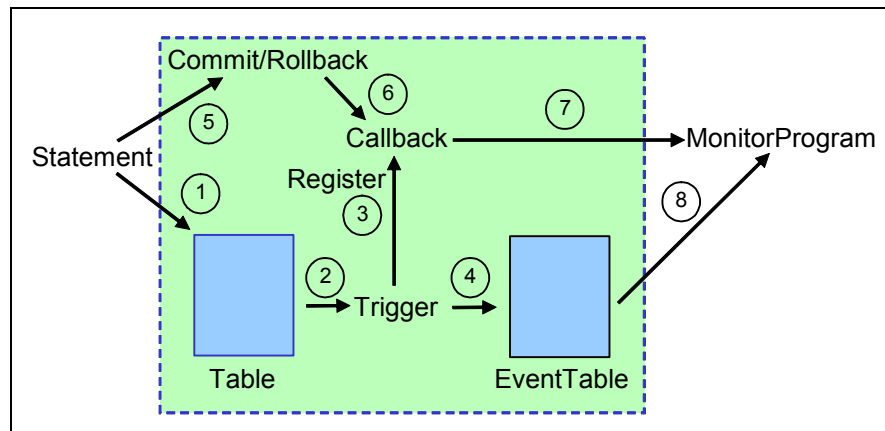 Commit/Rollback
6
7
5
Callback
Statement
MonitorProgram
Register
1
3
8
2
4
Trigger
Table
EventTable